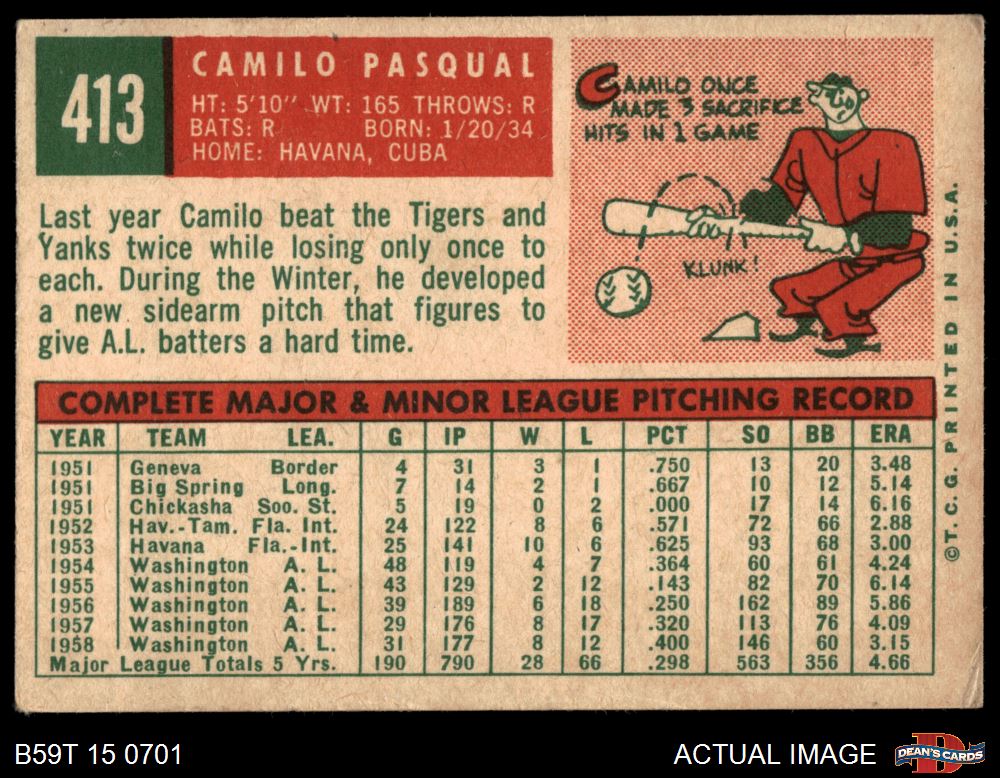 413
CAMILO PASQUAL
HT: 5'10" WT: 165 THROWS: R
BATS: R BORN: 1/20/34
HOME: HAVANA, CUBA
CAMILO ONCE
MADE 3 SACRIFICE
HITS IN 1 GAME
KLUNK!
Last year Camilo beat the Tigers and
Yanks twice while losing only once to
each. During the Winter, he developed
a new sidearm pitch that figures to
give A.L. batters a hard time.
COMPLETE MAJOR & MINOR LEAGUE PITCHING RECORD
YEAR TEAM LEA. G IP W L PCT SO BB ERA
1951 Geneva Border 4 31 3 1 .750 13 20 3.48
1951 Big Spring Long. 7 14 2 1 .667 10 12 5.14
1951 Chickasha Soo. St. 5 19 0 2 .000 17 14 6.16
1952 Hav.-Tam. Fla. Int. 24 122 8 6 .571 72 66 2.88
1953 Havana Fla.-Int. 25 141 10 6 .625 93 68 3.00
1954 Washington A. L. 48 119 4 7 .364 60 61 4.24
1955 Washington A. L. 43 129 2 12 .143 82 70 6.14
1956 Washington A. L. 39 189 6 18 .250 162 89 5.86
1957 Washington A. L. 29 176 8 17 .320 113 76 4.09
1958 Washington A. L. 31 177 8 12 .400 146 60 3.15
Major League Totals 5 Yrs. 190 790 28 66 .298 563 356 4.66
©T. C. G. PRINTED IN U.S.A.
B59T 15 0701
ACTUAL IMAGE
DEAN'S CARDS